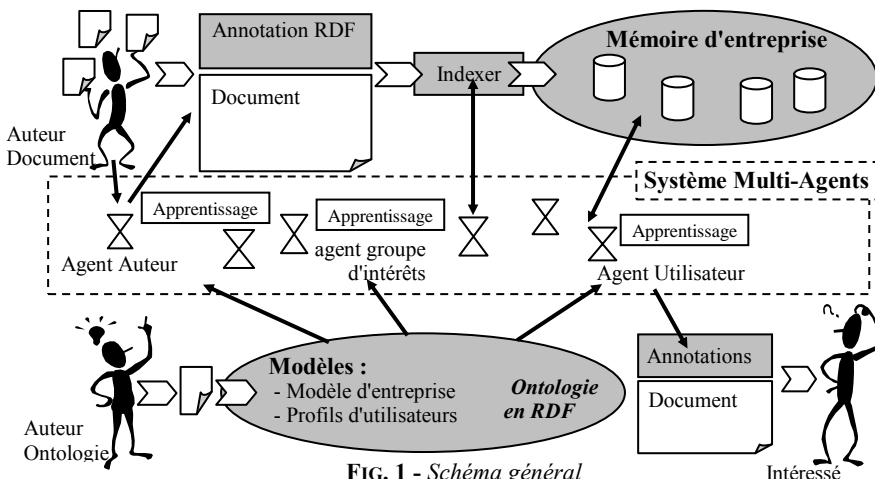 Annotation RDF
Document
Indexer
Mémoire d'entreprise
Auteur
Document
Système Multi-Agents
Apprentissage
Apprentissage
Apprentissage
Agent Auteur
agent groupe
d'intérêts
Agent Utilisateur
?
Modèles :
- Modèle d'entreprise
- Profils d'utilisateurs
Ontologie
en RDF
Annotations
Document
Auteur
Ontologie
Intéressé
FIG. 1 - Schéma général